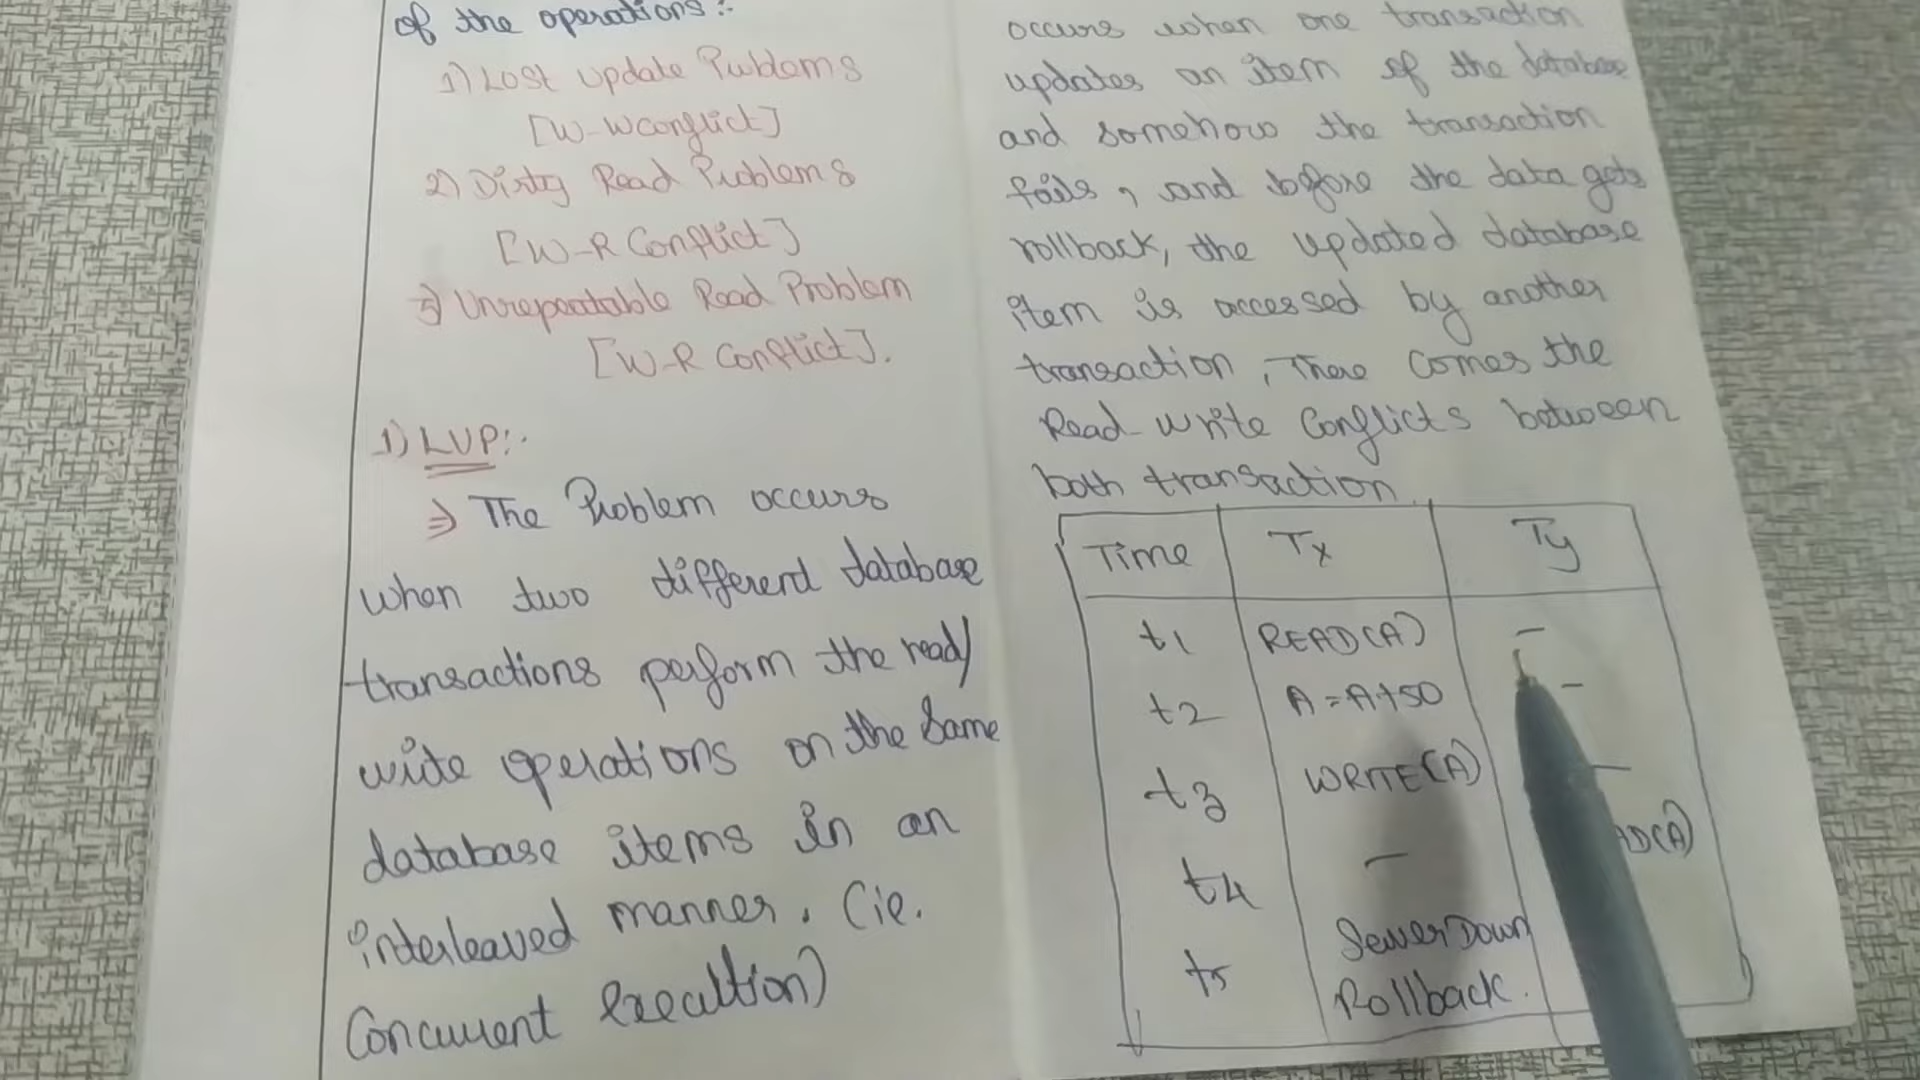 of the operations:-
1) Lost update Problems
[W-W conflict]
2) Dirty Read Problems
[W-R Conflict]
3) Unrepeatable Read Problem
[W-R Conflict].
1) LUP:-
⇒ The Problem occurs
when two different database
transactions perform the read/
write operations on the same
database items in an
interleaved manner. (ie.
Concurrent Execution)
occurs when one transaction
updates an item of the database
and somehow the transaction
fails, and before the data gets
rollback, the updated database
item is accessed by another
transaction, There comes the
Read-write Conflicts between
both transaction
Time Tx Ty
t1 READ(A) -
t2 A=A+50 -
t3 WRITE(A) -
t4 - AD(A)
t5 Server Down
Rollback.